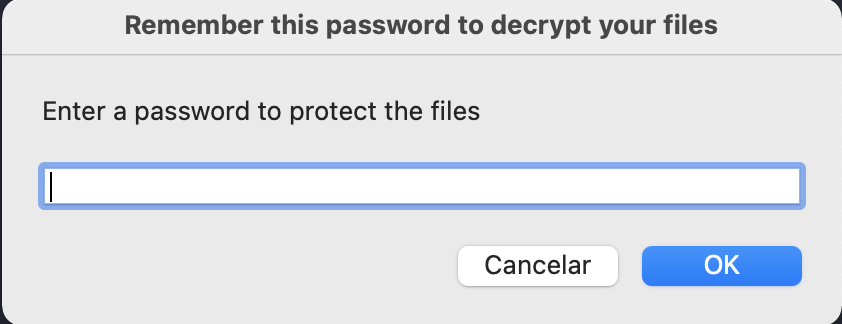 Remember this password to decrypt your files
Enter a password to protect the files
Cancelar
OK